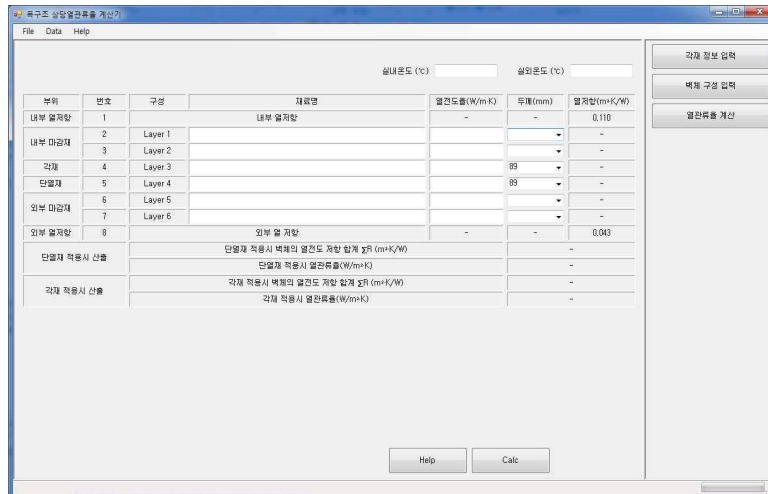 목구조 상당열관류율 계산기
File Data Help
실내온도 (℃) 실외온도 (℃)
각재 정보 입력
벽체 구성 입력
열관류율 계산
부위 번호 구성 재료명 열전도율(W/m·K) 두께(mm) 열저항(m²K/W)
내부 열저항 1 내부 열저항 - - 0.110
내부 마감재 2 Layer 1 -
3 Layer 2 -
각재 4 Layer 3 89 -
단열재 5 Layer 4 89 -
외부 마감재 6 Layer 5 -
7 Layer 6 -
외부 열저항 8 외부 열 저항 - - 0.043
단열재 적용시 산출 단열재 적용시 벽체의 열전도 저항 합계 ∑R (m²K/W) -
단열재 적용시 열관류율(W/m²K) -
각재 적용시 산출 각재 적용시 벽체의 열전도 저항 합계 ∑R (m²K/W) -
각재 적용시 열관류율(W/m²K) -
Help Calc